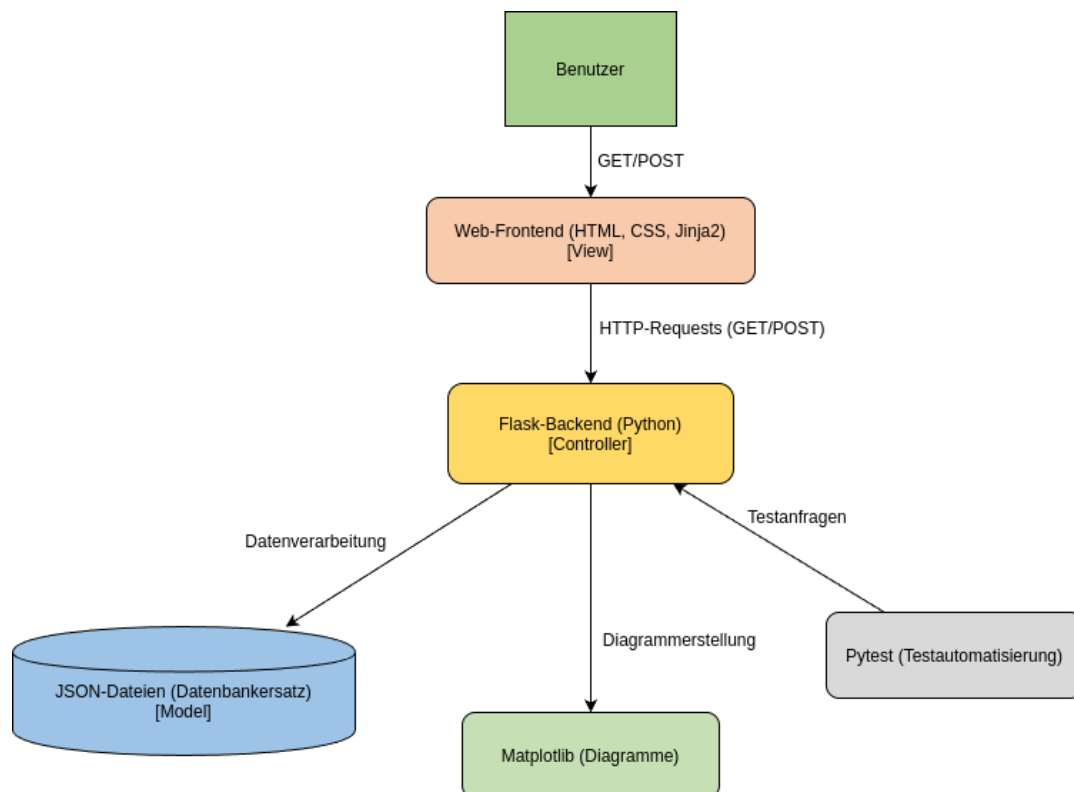 Benutzer
GET/POST
Web-Frontend (HTML, CSS, Jinja2)
[View]
HTTP-Requests (GET/POST)
Flask-Backend (Python)
[Controller]
Testanfragen
Datenverarbeitung
Diagrammerstellung
Pytest (Testautomatisierung)
JSON-Dateien (Datenbankersatz)
[Model]
Matplotlib (Diagramme)